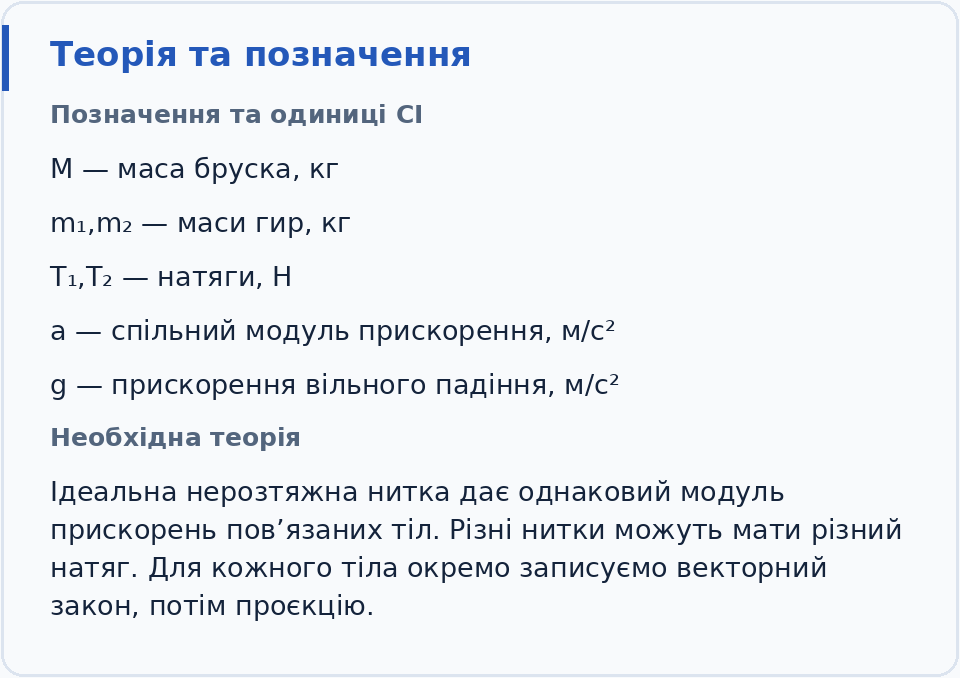 Теорія та позначення
Позначення та одиниці СІ
M — маса бруска, кг
m₁,m₂ — маси гир, кг
T₁,T₂ — натяги, Н
a — спільний модуль прискорення, м/с²
g — прискорення вільного падіння, м/с²
Необхідна теорія
Ідеальна нерозтяжна нитка дає однаковий модуль
прискорень пов’язаних тіл. Різні нитки можуть мати різний
натяг. Для кожного тіла окремо записуємо векторний
закон, потім проєкцію.